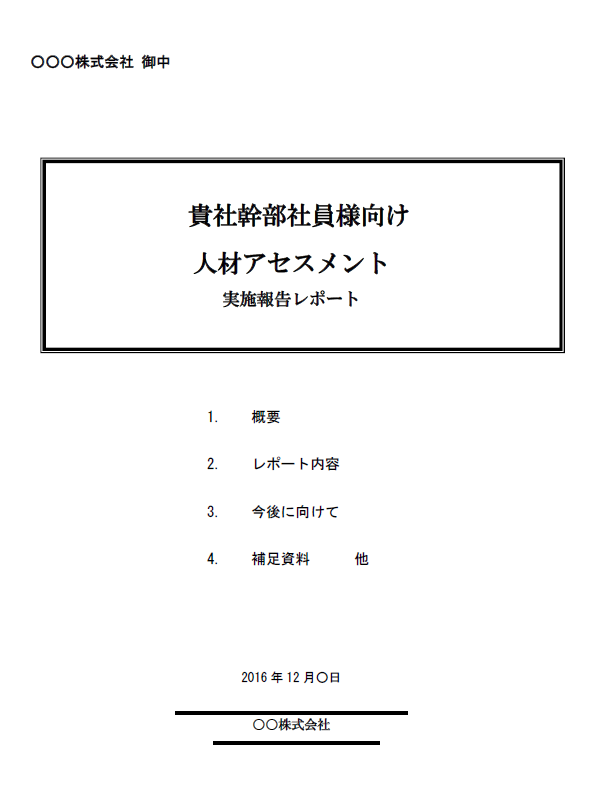 〇〇〇株式会社 御中
貴社幹部社員様向け
人材アセスメント
実施報告レポート
1. 概要
2. レポート内容
3. 今後に向けて
4. 補足資料 他
2016年12月〇日
〇〇株式会社